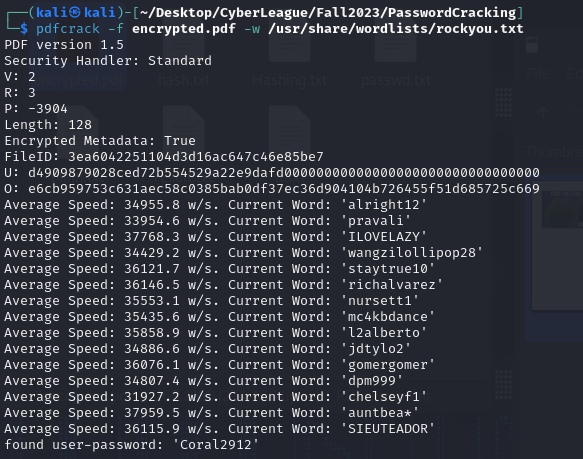 ┌──(kali㉿kali)-[~/Desktop/CyberLeague/Fall2023/PasswordCracking]
└─$ pdfcrack -f encrypted.pdf -w /usr/share/wordlists/rockyou.txt
PDF version 1.5
Security Handler: Standard
V: 2
R: 3
P: -3904
Length: 128
Encrypted Metadata: True
FileID: 3ea6042251104d3d16ac647c46e85be7
U: d4909879028ced72b554529a22e9dafd00000000000000000000000000000000
O: e6cb959753c631aec58c0385bab0df37ec36d904104b726455f51d685725c669
Average Speed: 34955.8 w/s. Current Word: 'alright12'
Average Speed: 33954.6 w/s. Current Word: 'pravali'
Average Speed: 37768.3 w/s. Current Word: 'ILOVELAZY'
Average Speed: 34429.2 w/s. Current Word: 'wangzilollipop28'
Average Speed: 36121.7 w/s. Current Word: 'staytrue10'
Average Speed: 36146.5 w/s. Current Word: 'richalvarez'
Average Speed: 35553.1 w/s. Current Word: 'nursett1'
Average Speed: 35435.6 w/s. Current Word: 'mc4kbdance'
Average Speed: 35858.9 w/s. Current Word: 'l2alberto'
Average Speed: 34886.6 w/s. Current Word: 'jdtylo2'
Average Speed: 36076.1 w/s. Current Word: 'gomergomer'
Average Speed: 34807.4 w/s. Current Word: 'dpm999'
Average Speed: 31927.2 w/s. Current Word: 'chelseyf1'
Average Speed: 37959.5 w/s. Current Word: 'auntbea*'
Average Speed: 36115.9 w/s. Current Word: 'SIEUTEADOR'
found user-password: 'Coral2912'
hash.txt
Hashing.txt
passwd.txt